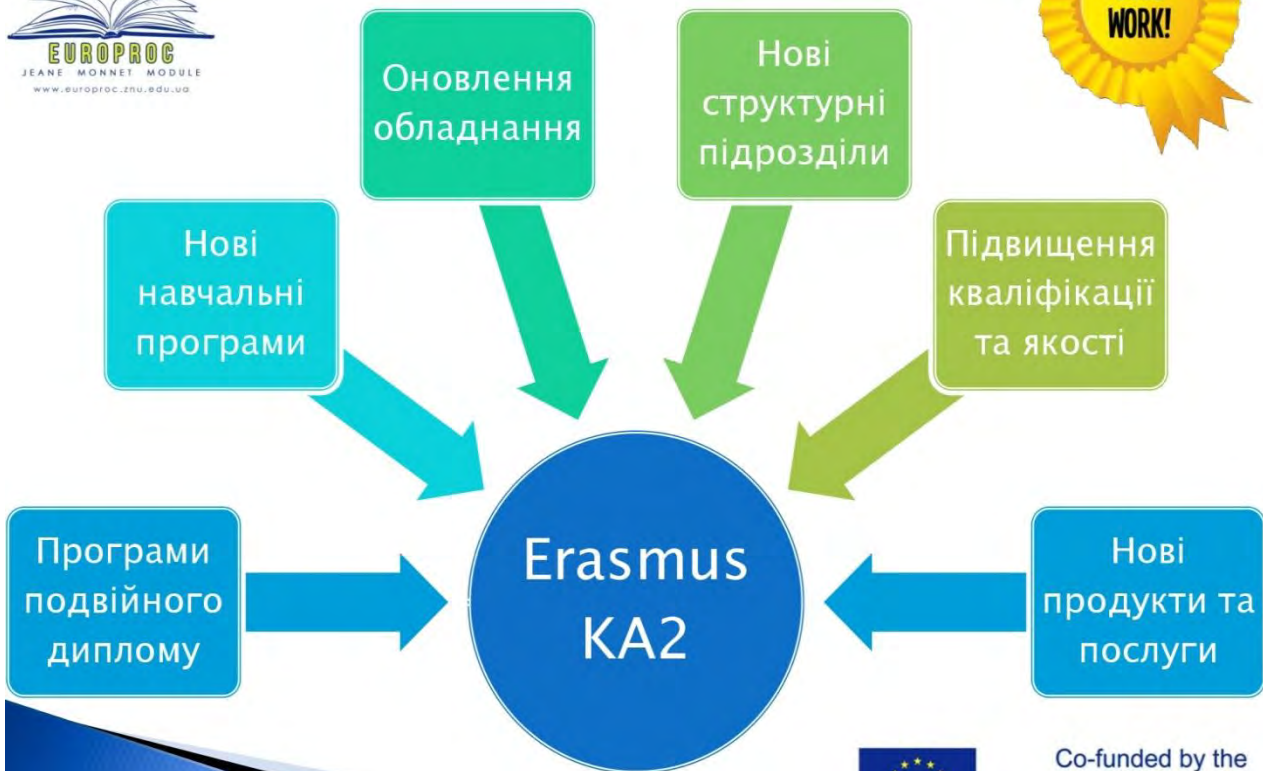 EUROPROC
JEANE MONNET MODULE
www.europroc.znu.edu.ua
WORK!
Оновлення
обладнання
Нові
структурні
підрозділи
Нові
навчальні
програми
Підвищення
кваліфікації
та якості
Програми
подвійного
диплому
Erasmus
KA2
Нові
продукти та
послуги
Co-funded by the